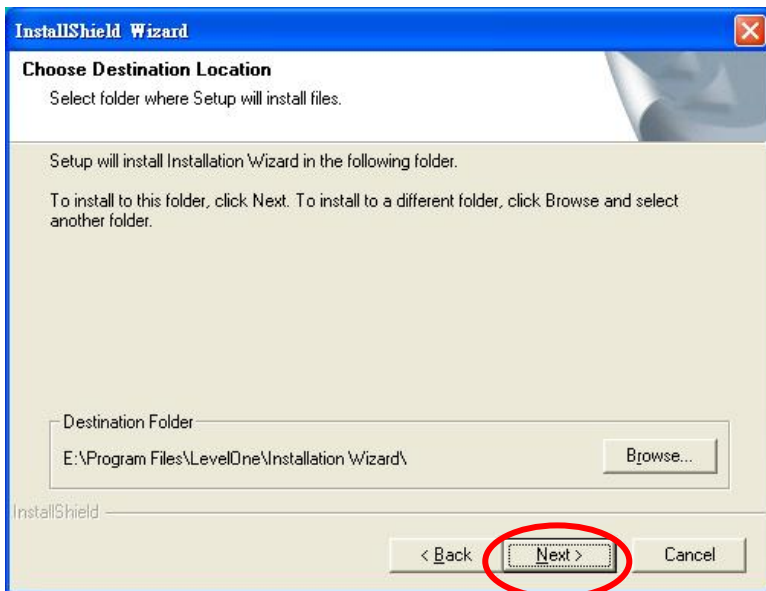 InstallShield Wizard
Choose Destination Location
Select folder where Setup will install files.
Setup will install Installation Wizard in the following folder.
To install to this folder, click Next. To install to a different folder, click Browse and select
another folder.
Destination Folder
E:\Program Files\LevelOne\Installation Wizard\
Browse...
InstallShield
< Back
Next >
Cancel